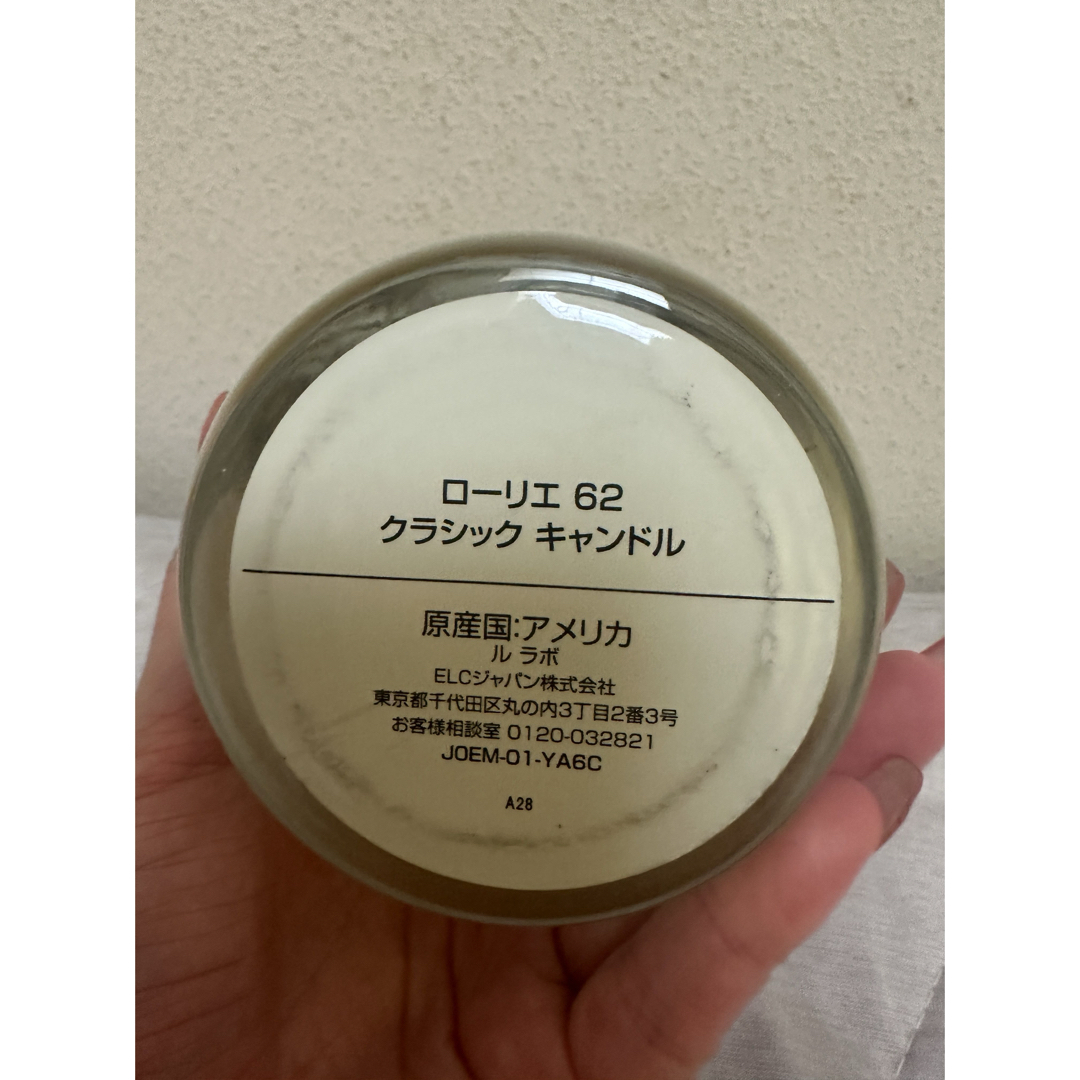 ローリエ 62
クラシック キャンドル
原産国:アメリカ
ル ラボ
ELCジャパン株式会社
東京都千代田区丸の内3丁目2番3号
お客様相談室 0120-032821
J0EM-01-YA6C
A28